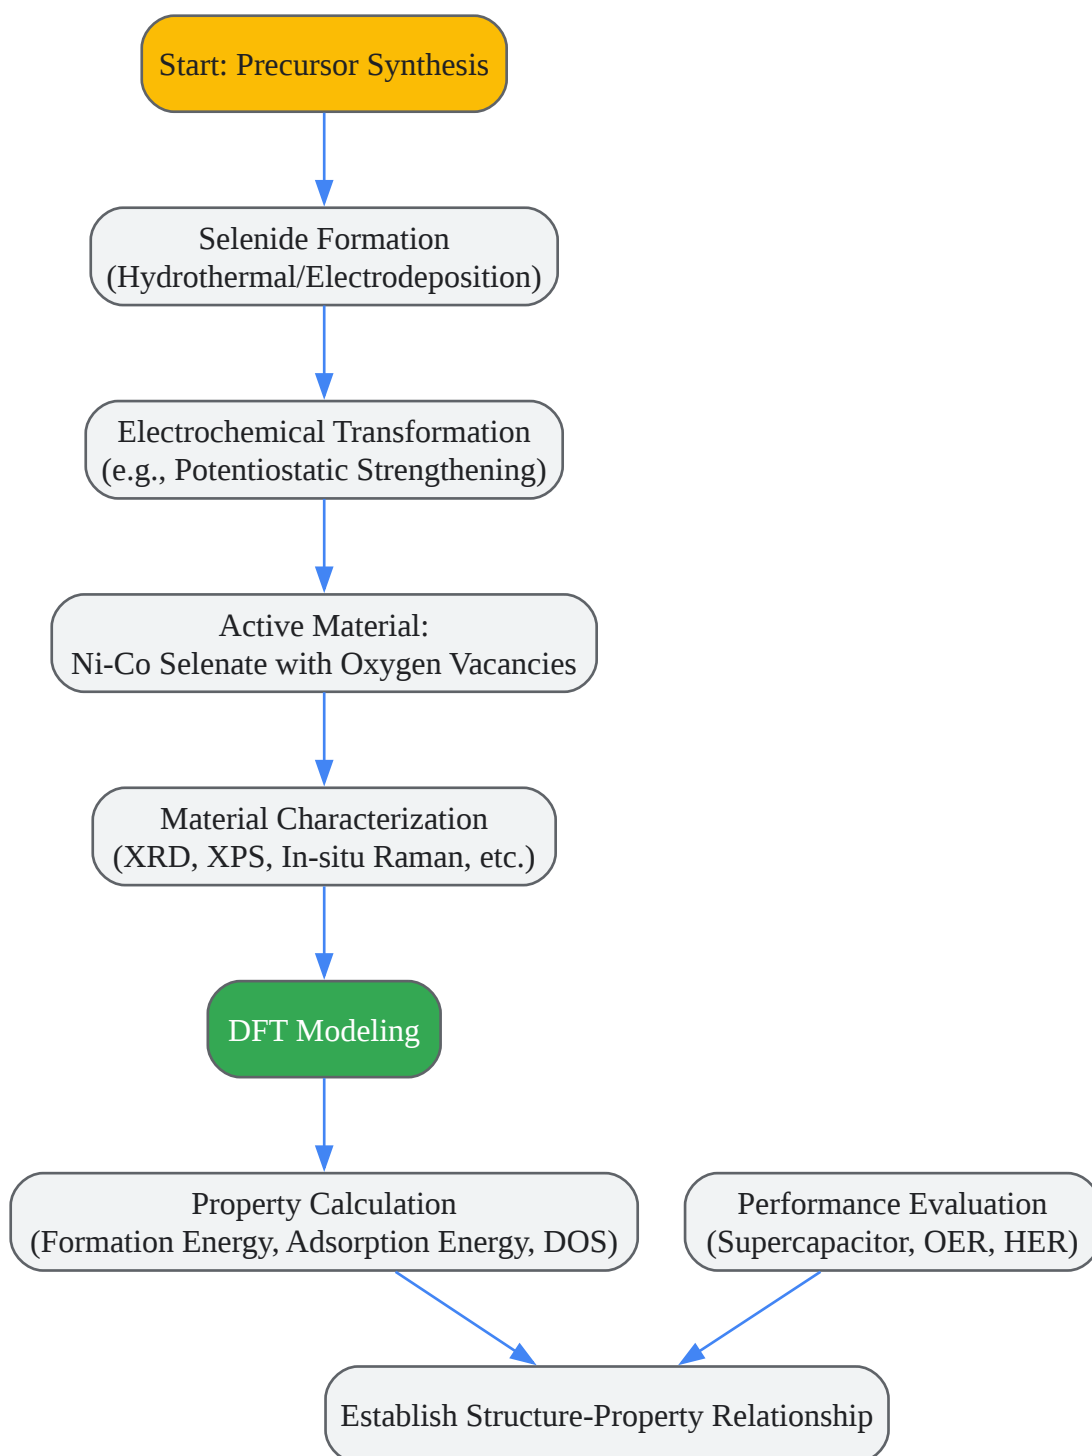 Start: Precursor Synthesis
Selenide Formation
(Hydrothermal/Electrodeposition)
Electrochemical Transformation
(e.g., Potentiostatic Strengthening)
Active Material:
Ni-Co Selenate with Oxygen Vacancies
Material Characterization
(XRD, XPS, In-situ Raman, etc.)
DFT Modeling
Property Calculation
(Formation Energy, Adsorption Energy, DOS)
Performance Evaluation
(Supercapacitor, OER, HER)
Establish Structure-Property Relationship